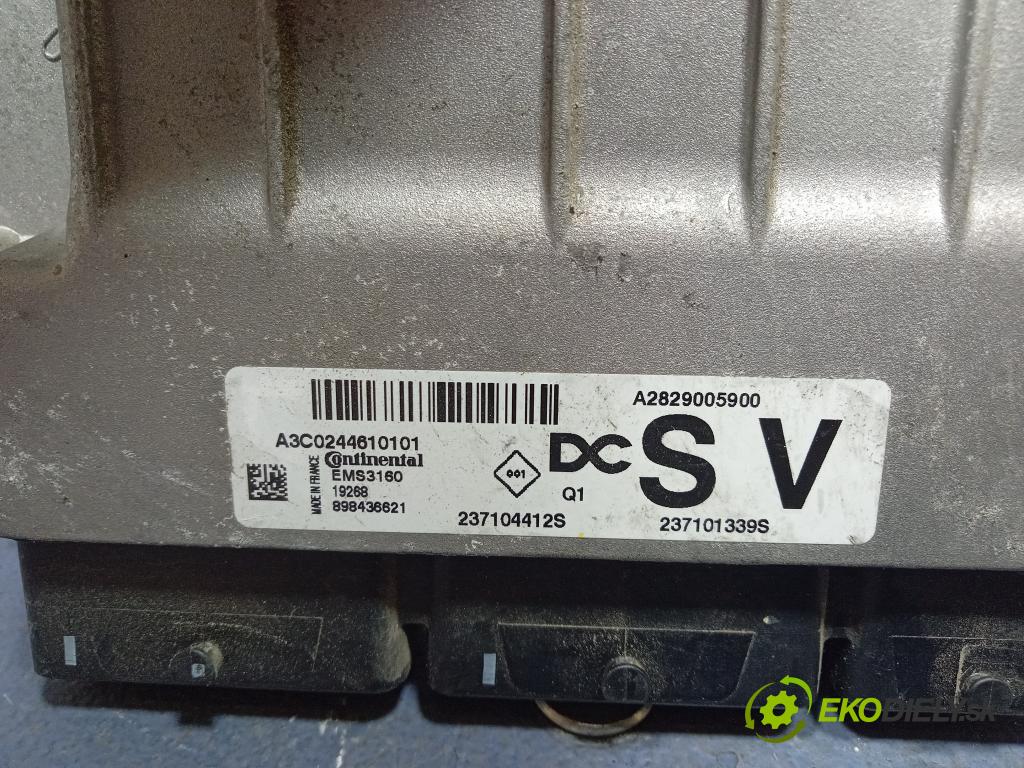 A2829005900
A3C0244610101
Continental
EMS3160
19268
898436621
MADE IN FRANCE
001
DC
Q1
S V
237104412S
237101339S
EKODIELY.SK